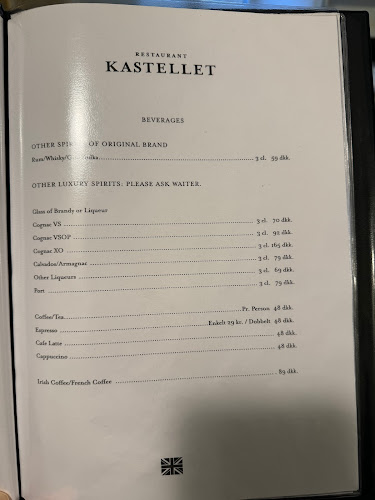 RESTAURANT
KASTELLET
BEVERAGES
OTHER SPIRITS OF ORIGINAL BRAND
Rum/Whisky/Gin/Vodka 3 cl. 59 dkk.
OTHER LUXURY SPIRITS: PLEASE ASK WAITER.
Glass of Brandy or Liqueur
Cognac VS 3 cl. 70 dkk.
Cognac VSOP 3 cl. 92 dkk.
Cognac XO 3 cl. 165 dkk.
Calvados/Armagnac 3 cl. 79 dkk.
Other Liqueurs 3 cl. 69 dkk.
Port 3 cl. 79 dkk.
Coffee/Tea Pr. Person 48 dkk.
Espresso Enkelt 29 kr. / Dobbelt 48 dkk.
Cafe Latte 48 dkk.
Cappuccino 48 dkk.
Irish Coffee/French Coffee 89 dkk.